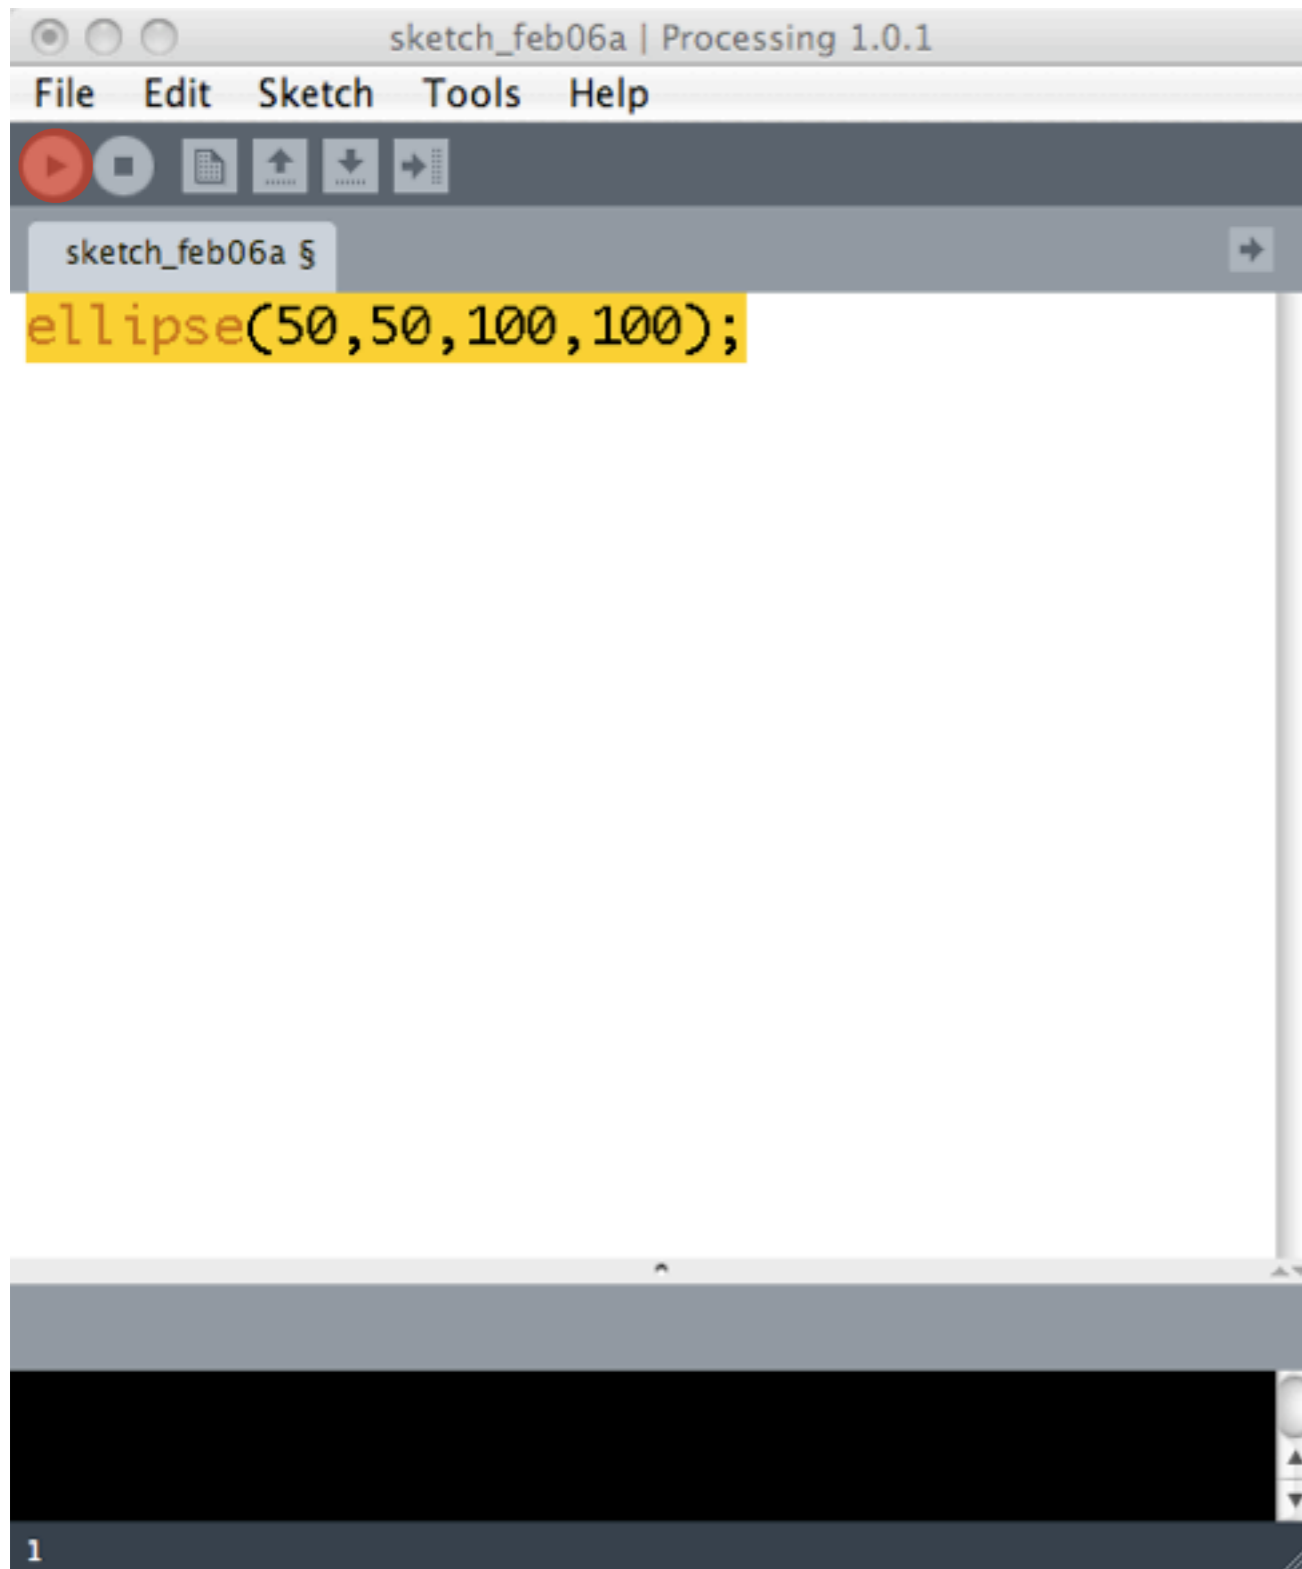 sketch_feb06a | Processing 1.0.1
File Edit Sketch Tools Help
sketch_feb06a §
ellipse(50,50,100,100);
1